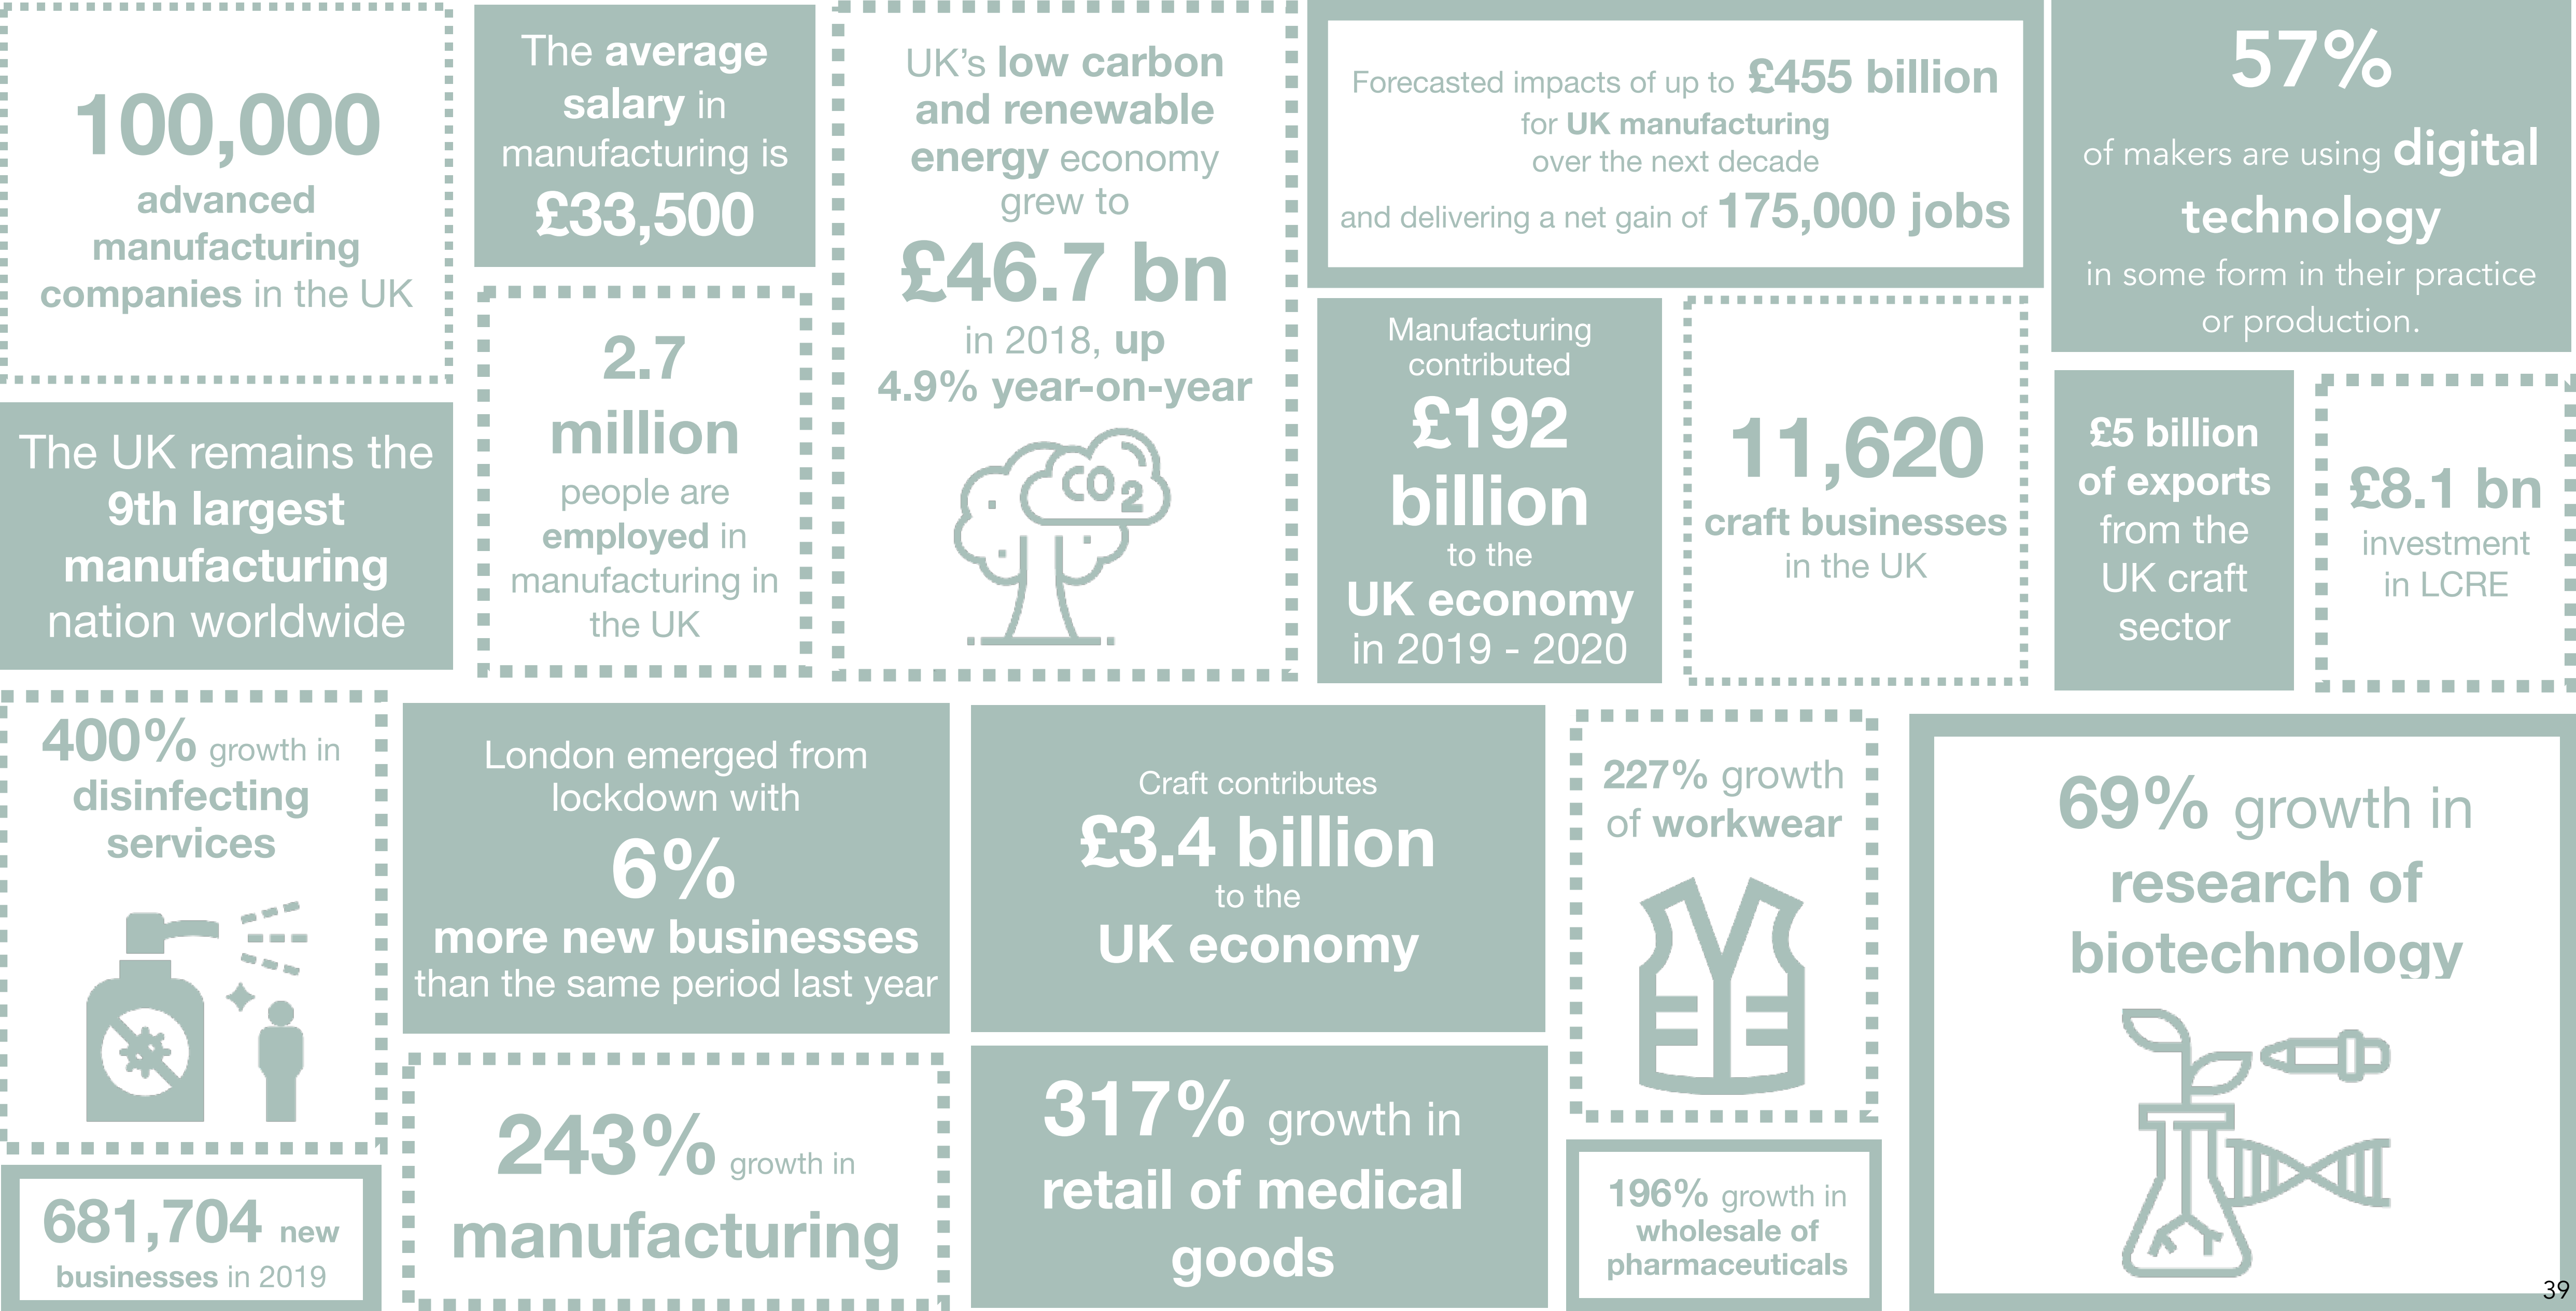 100,000
advanced
manufacturing
companies in the UK
The average
salary in
manufacturing is
£33,500
UK’s low carbon
and renewable
energy economy
grew to
£46.7 bn
in 2018, up
4.9% year-on-year
CO2
Forecasted impacts of up to £455 billion
for UK manufacturing
over the next decade
and delivering a net gain of 175,000 jobs
57%
of makers are using digital
technology
in some form in their practice
or production.
The UK remains the
9th largest
manufacturing
nation worldwide
2.7
million
people are
employed in
manufacturing in
the UK
Manufacturing
contributed
£192
billion
to the
UK economy
in 2019 - 2020
11,620
craft businesses
in the UK
£5 billion
of exports
from the
UK craft
sector
£8.1 bn
investment
in LCRE
400% growth in
disinfecting
services
London emerged from
lockdown with
6%
more new businesses
than the same period last year
Craft contributes
£3.4 billion
to the
UK economy
227% growth
of workwear
69% growth in
research of
biotechnology
681,704 new
businesses in 2019
243% growth in
manufacturing
317% growth in
retail of medical
goods
196% growth in
wholesale of
pharmaceuticals
39